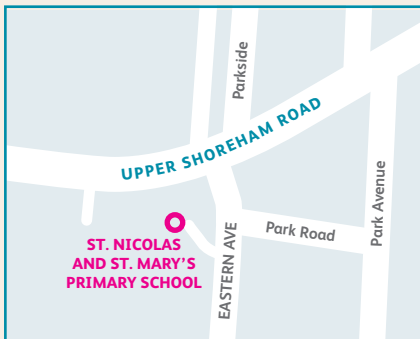 Parkside
UPPER SHOREHAM ROAD
Park Avenue
EASTERN AVE
Park Road
ST. NICOLAS
AND ST. MARY'S
PRIMARY SCHOOL